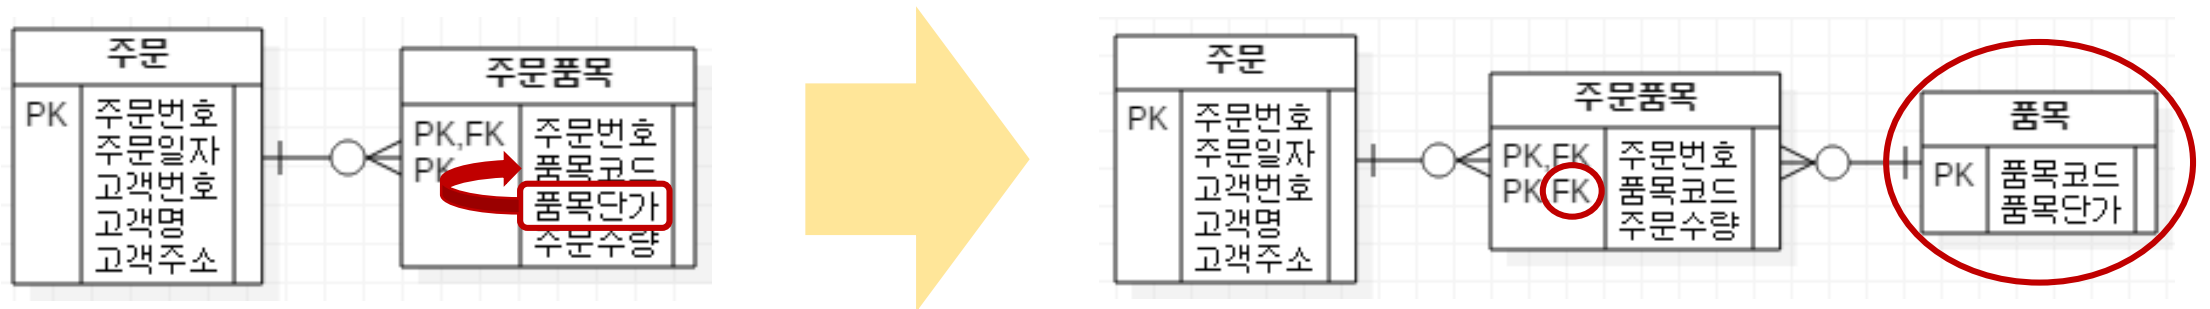 주문
PK 주문번호
주문일자
고객번호
고객명
고객주소
주문품목
PK,FK 주문번호
PK 품목코드
품목단가
주문수량
주문
PK 주문번호
주문일자
고객번호
고객명
고객주소
주문품목
PK,FK 주문번호
PK,FK 품목코드
주문수량
품목
PK 품목코드
품목단가